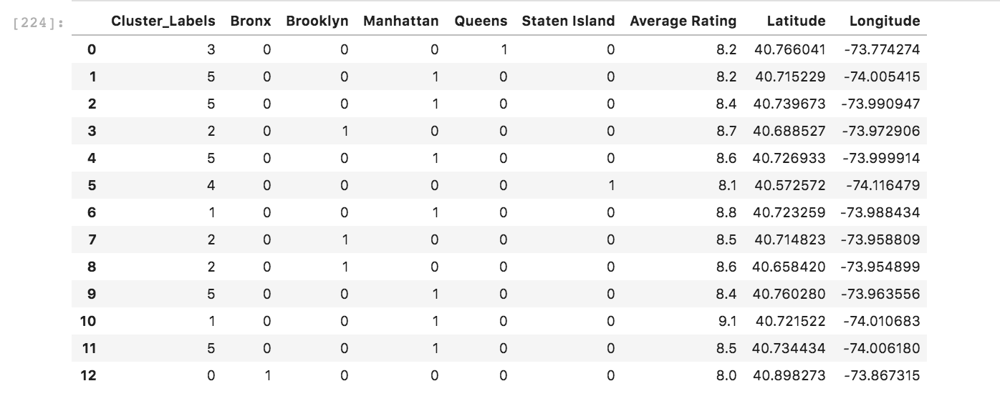 [224]: Cluster_Labels Bronx Brooklyn Manhattan Queens Staten Island Average Rating Latitude Longitude
0 3 0 0 0 1 0 8.2 40.766041 -73.774274
1 5 0 0 1 0 0 8.2 40.715229 -74.005415
2 5 0 0 1 0 0 8.4 40.739673 -73.990947
3 2 0 1 0 0 0 8.7 40.688527 -73.972906
4 5 0 0 1 0 0 8.6 40.726933 -73.999914
5 4 0 0 0 0 1 8.1 40.572572 -74.116479
6 1 0 0 1 0 0 8.8 40.723259 -73.988434
7 2 0 1 0 0 0 8.5 40.714823 -73.958809
8 2 0 1 0 0 0 8.6 40.658420 -73.954899
9 5 0 0 1 0 0 8.4 40.760280 -73.963556
10 1 0 0 1 0 0 9.1 40.721522 -74.010683
11 5 0 0 1 0 0 8.5 40.734434 -74.006180
12 0 1 0 0 0 0 8.0 40.898273 -73.867315